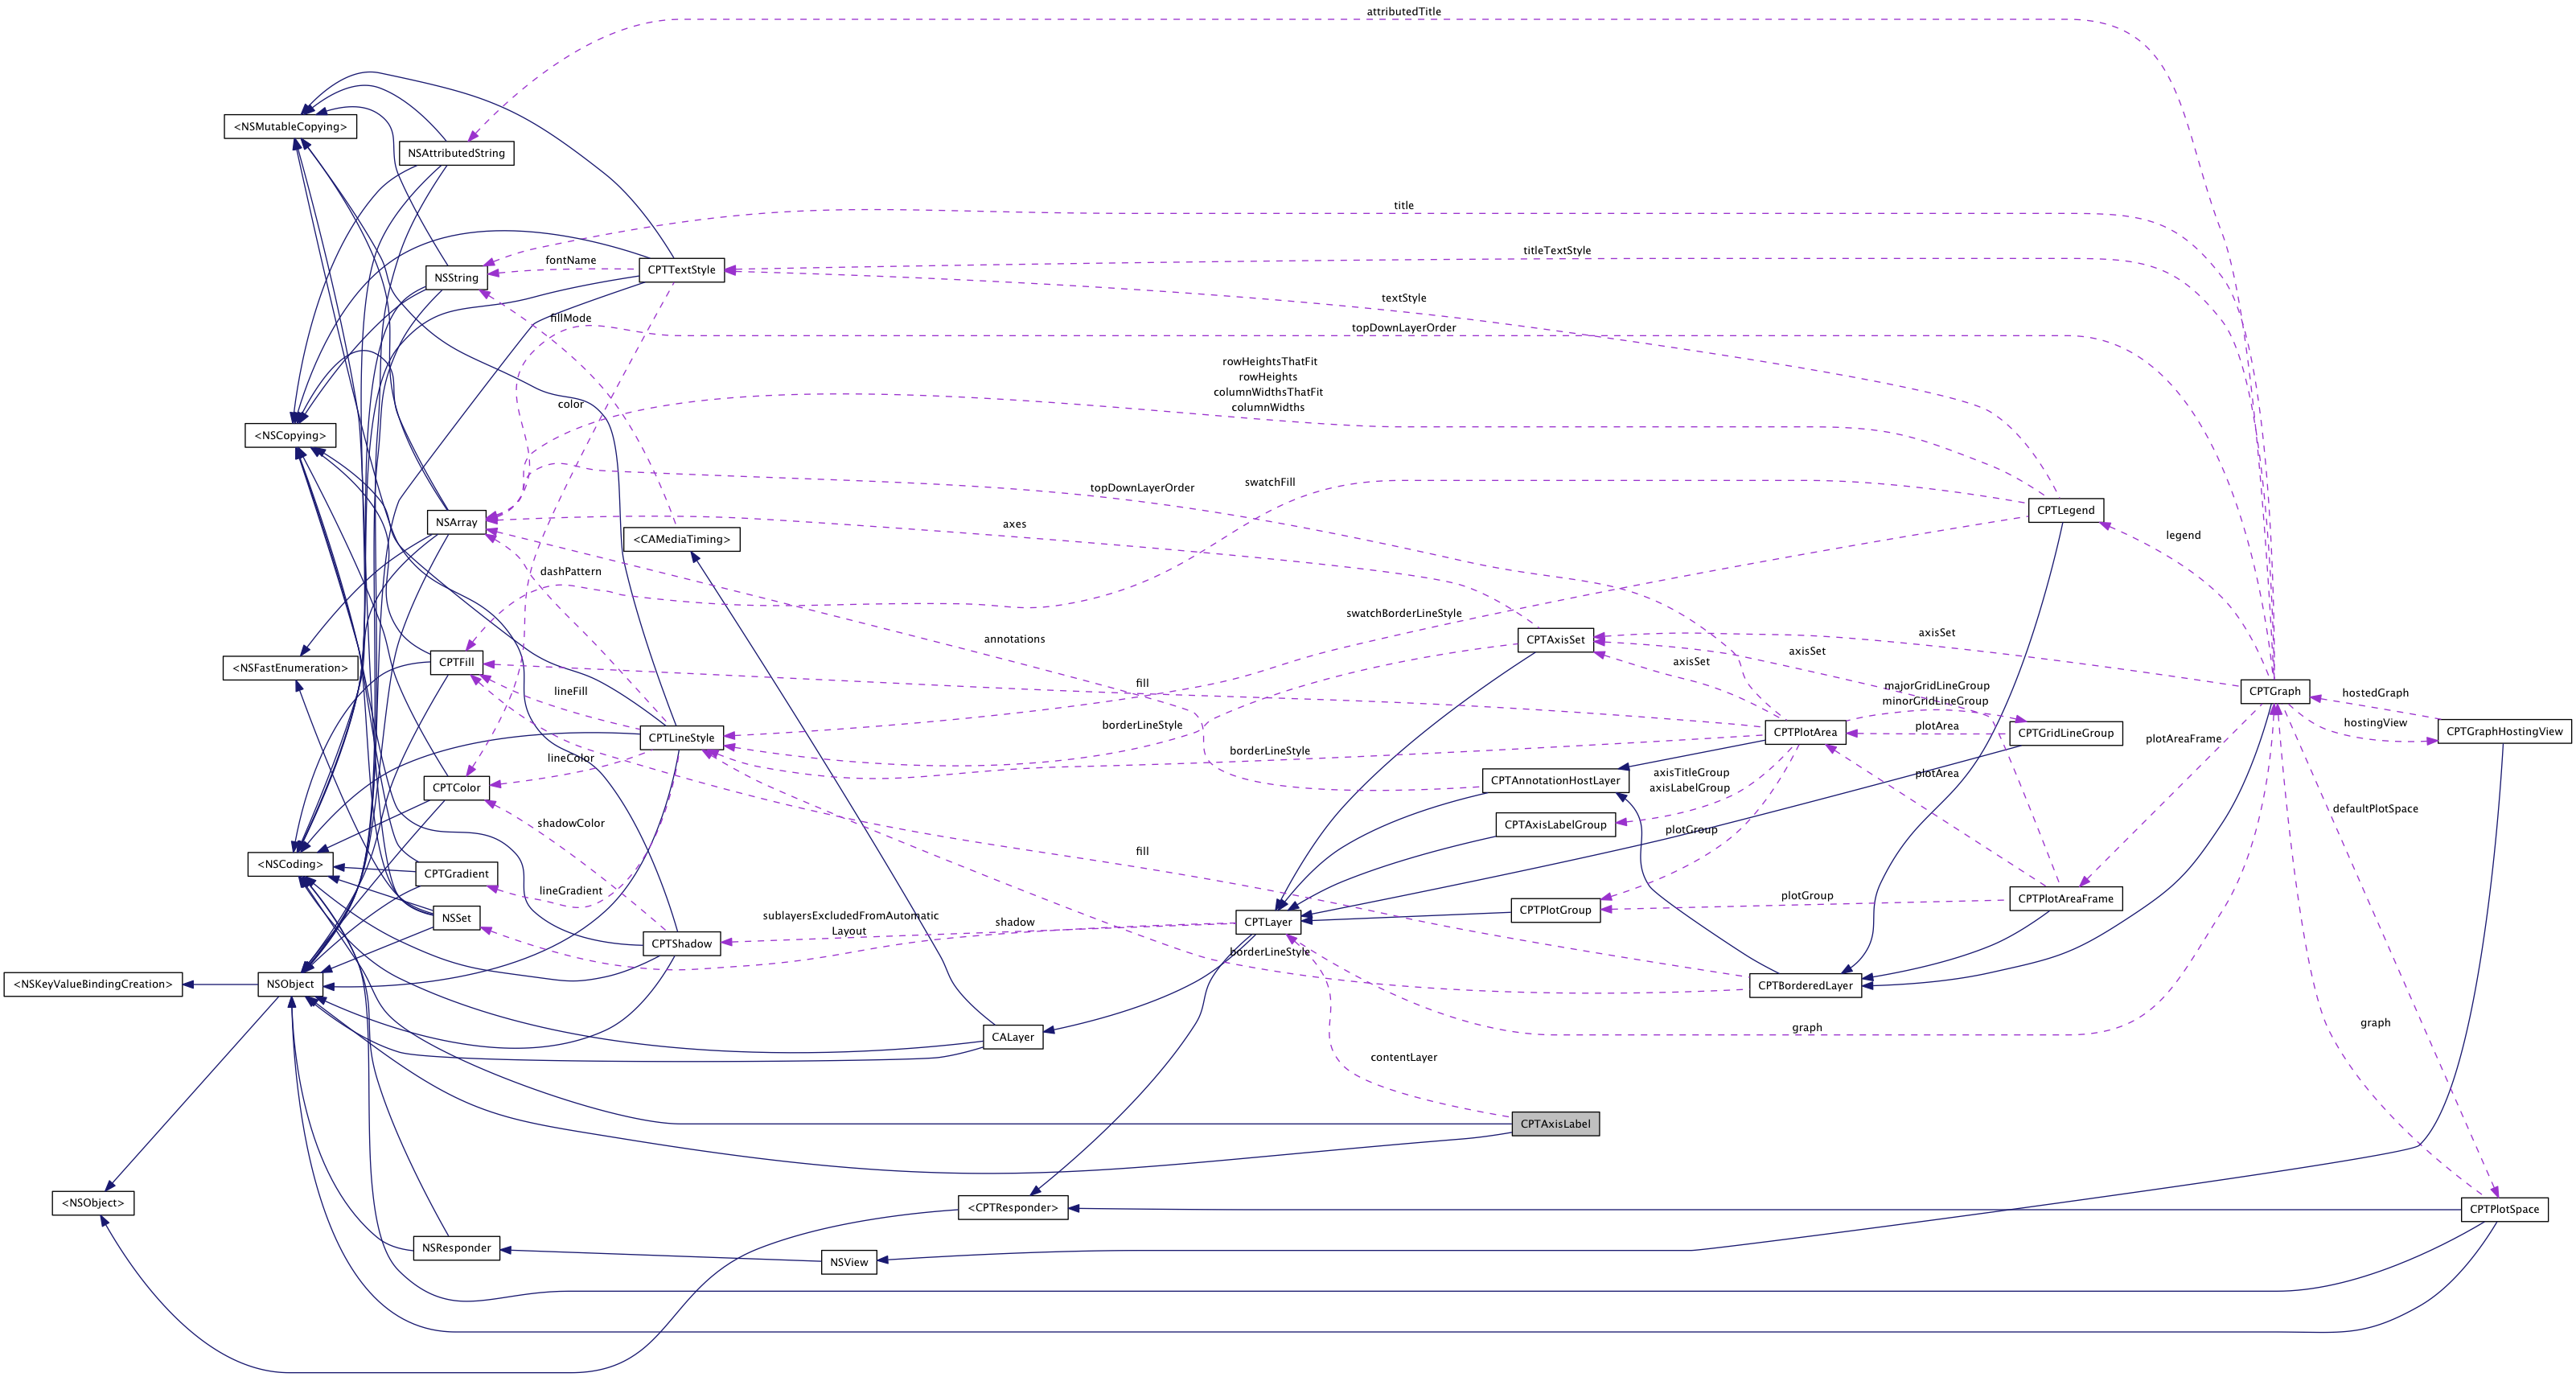 attributedTitle
<NSMutableCopying>
NSAttributedString
title
titleTextStyle
fontName
CPTTextStyle
NSString
textStyle
fillMode
topDownLayerOrder
rowHeightsThatFit
rowHeights
columnWidthsThatFit
columnWidths
color
<NSCopying>
swatchFill
topDownLayerOrder
CPTLegend
NSArray
axes
legend
<CAMediaTiming>
dashPattern
swatchBorderLineStyle
axisSet
annotations
CPTAxisSet
axisSet
<NSFastEnumeration>
CPTFill
axisSet
fill
majorGridLineGroup
minorGridLineGroup
lineFill
CPTGraph
hostedGraph
hostingView
borderLineStyle
plotArea
CPTLineStyle
CPTPlotArea
CPTGridLineGroup
CPTGraphHostingView
plotAreaFrame
borderLineStyle
lineColor
axisTitleGroup
axisLabelGroup
plotArea
CPTAnnotationHostLayer
CPTColor
defaultPlotSpace
shadowColor
CPTAxisLabelGroup
plotGroup
fill
<NSCoding>
CPTGradient
lineGradient
plotGroup
CPTPlotAreaFrame
NSSet
sublayersExcludedFromAutomatic
Layout
shadow
CPTLayer
CPTPlotGroup
CPTShadow
borderLineStyle
<NSKeyValueBindingCreation>
NSObject
CPTBorderedLayer
graph
graph
CALayer
contentLayer
CPTAxisLabel
<NSObject>
<CPTResponder>
CPTPlotSpace
NSResponder
NSView